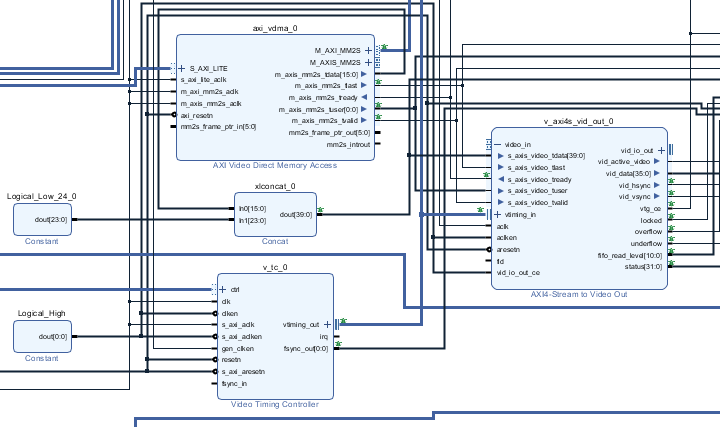 axi_vdma_0
S_AXI_LITE
s_axi_lite_aclk
m_axi_mm2s_aclk
m_axis_mm2s_aclk
axi_resetn
mm2s_frame_ptr_in[5:0]
M_AXI_MM2S
M_AXIS_MM2S
m_axis_mm2s_tdata[15:0]
m_axis_mm2s_tlast
m_axis_mm2s_tready
m_axis_mm2s_tuser[0:0]
m_axis_mm2s_tvalid
mm2s_frame_ptr_out[5:0]
mm2s_introut
AXI Video Direct Memory Access
v_axi4s_vid_out_0
video_in
s_axis_video_tdata[39:0]
s_axis_video_tlast
s_axis_video_tready
s_axis_video_tuser
s_axis_video_tvalid
vtiming_in
aclk
aclken
aresetn
fid
vid_io_out_ce
vid_io_out
vid_active_video
vid_data[35:0]
vid_hsync
vid_vsync
vtg_ce
locked
overflow
underflow
fifo_read_level[10:0]
status[31:0]
AXI4-Stream to Video Out
Logical_Low_24_0
dout[23:0]
Constant
xlconcat_0
In0[15:0]
In1[23:0]
dout[39:0]
Concat
v_tc_0
ctrl
clk
clken
s_axi_aclk
s_axi_aclken
gen_clken
resetn
s_axi_aresetn
fsync_in
vtiming_out
irq
fsync_out[0:0]
Video Timing Controller
Logical_High
dout[0:0]
Constant